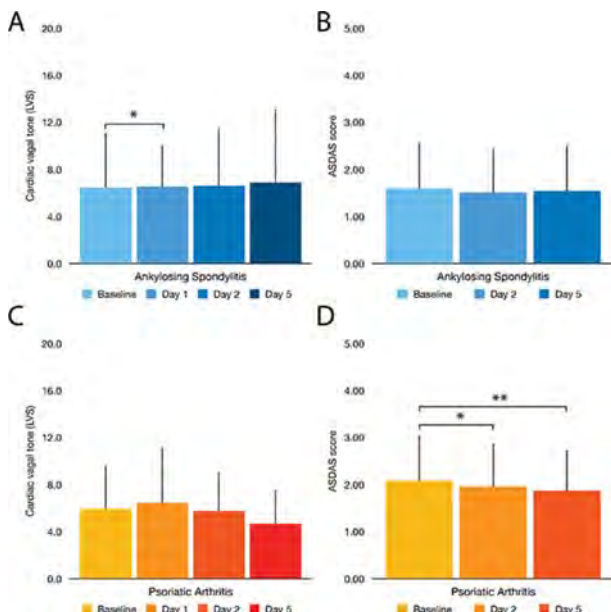 A
Cardiac vagal tone (LVS)
20.0
16.0
12.0
8.0
4.0
0.0
*
Ankylosing Spondylitis
Baseline Day 1 Day 2 Day 5
B
ASDAS score
5.00
4.00
3.00
2.00
1.00
0.00
Ankylosing Spondylitis
Baseline Day 2 Day 5
C
Cardiac vagal tone (LVS)
20.0
16.0
12.0
8.0
4.0
0.0
Psoriatic Arthritis
Baseline Day 1 Day 2 Day 5
D
ASDAS score
5.00
4.00
3.00
2.00
1.00
0.00
**
*
Psoriatic Arthritis
Baseline Day 2 Day 5